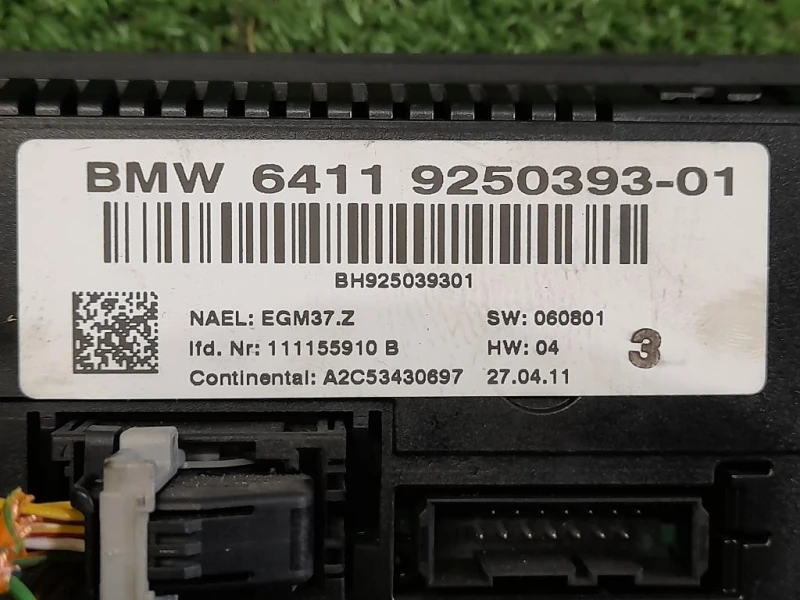 BMW 6411 9250393-01
BH925039301
NAEL: EGM37.Z SW: 060801
lfd. Nr: 111155910 B HW: 04 3
Continental: A2C53430697 27.04.11